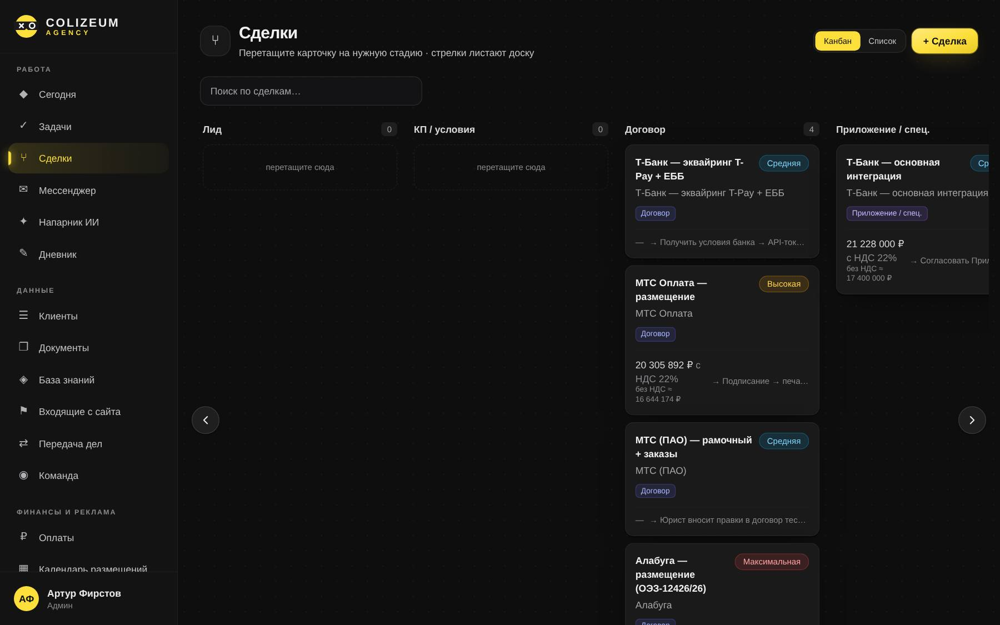 COLIZEUM
AGENCY
РАБОТА
Сегодня
Задачи
Сделки
Мессенджер
Напарник ИИ
Дневник
ДАННЫЕ
Клиенты
Документы
База знаний
Входящие с сайта
Передача дел
Команда
ФИНАНСЫ И РЕКЛАМА
₽ Оплаты
Календарь размещений
АФ
Артур Фирстов
Админ
Сделки
Перетащите карточку на нужную стадию · стрелки листают доску
Канбан
Список
+ Сделка
Поиск по сделкам…
Лид 0
перетащите сюда
КП / условия 0
перетащите сюда
Договор 4
Т-Банк — эквайринг T-
Pay + ЕББ
Средняя
Т-Банк — эквайринг T-Pay + ЕББ
Договор
— → Получить условия банка → API-ток…
МТС Оплата —
размещение
Высокая
МТС Оплата
Договор
20 305 892 ₽ с
НДС 22%
без НДС ≈
16 644 174 ₽
→ Подписание → печа…
МТС (ПАО) — рамочный
+ заказы
Средняя
МТС (ПАО)
Договор
— → Юрист вносит правки в договор тес…
Алабуга —
размещение
(ОЭЗ-12426/26)
Максимальная
Алабуга
Договор
Приложение / спец.
Т-Банк — основная
интеграция
Ср
Т-Банк — основная интеграция
Приложение / спец.
21 228 000 ₽
с НДС 22%
без НДС ≈
17 400 000 ₽
→ Согласовать Прил